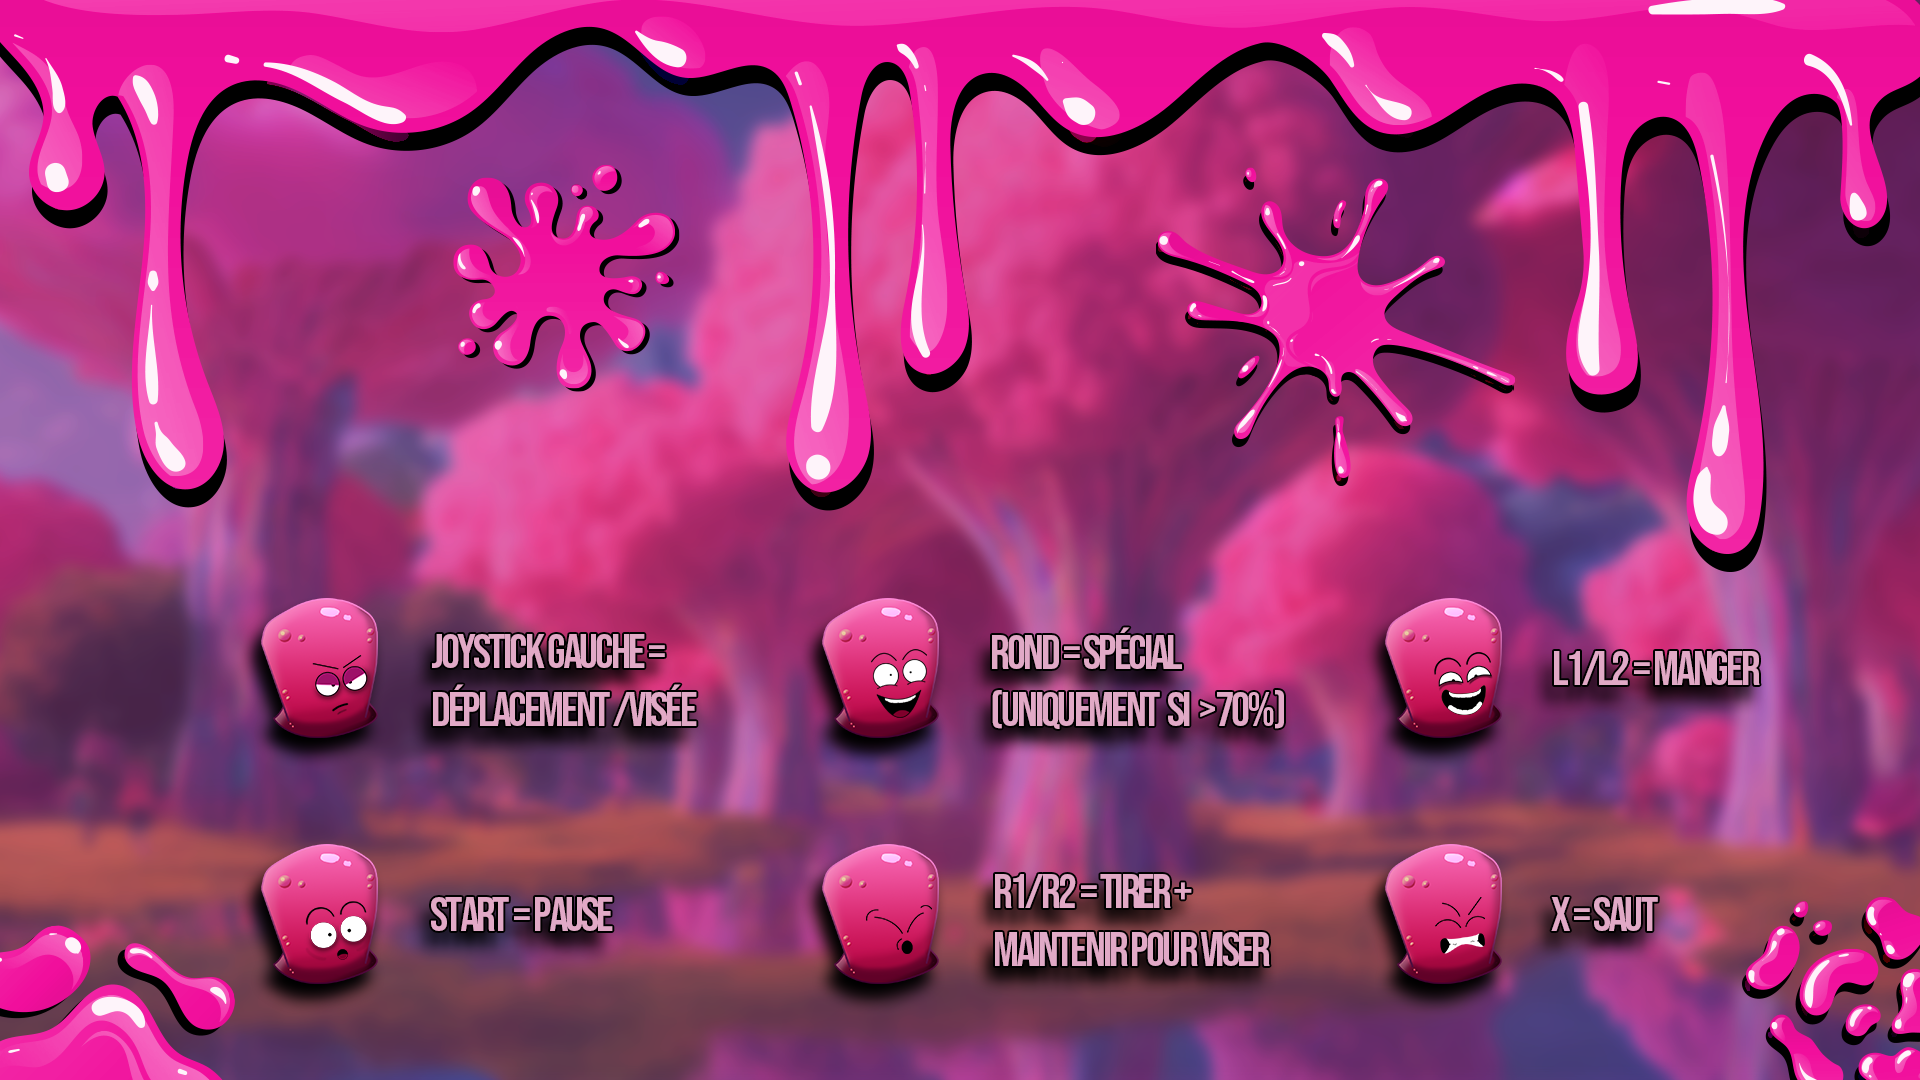 JOYSTICK GAUCHE =
DÉPLACEMENT /VISÉE
ROND = SPÉCIAL
(UNIQUEMENT SI >70%)
L1/L2 = MANGER
START = PAUSE
R1/R2 = TIRER +
MAINTENIR POUR VISER
X = SAUT